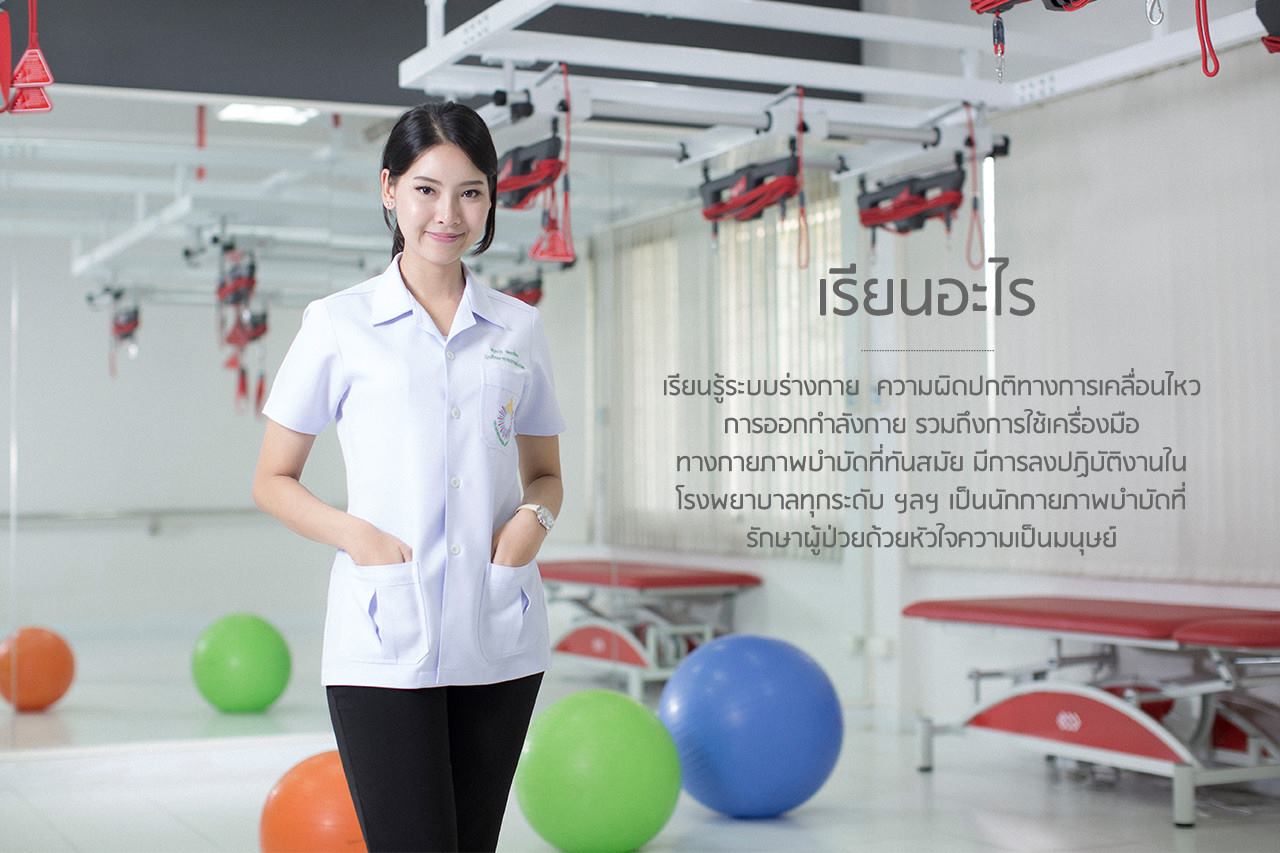 เรียนอะไร
เรียนรู้ระบบร่างกาย ความผิดปกติทางการเคลื่อนไหว
การออกกำลังกาย รวมถึงการใช้เครื่องมือ
ทางกายภาพบำบัดที่ทันสมัย มีการลงปฏิบัติงานใน
โรงพยาบาลทุกระดับ ฯลฯ เป็นนักกายภาพบำบัดที่
รักษาผู้ป่วยด้วยหัวใจความเป็นมนุษย์